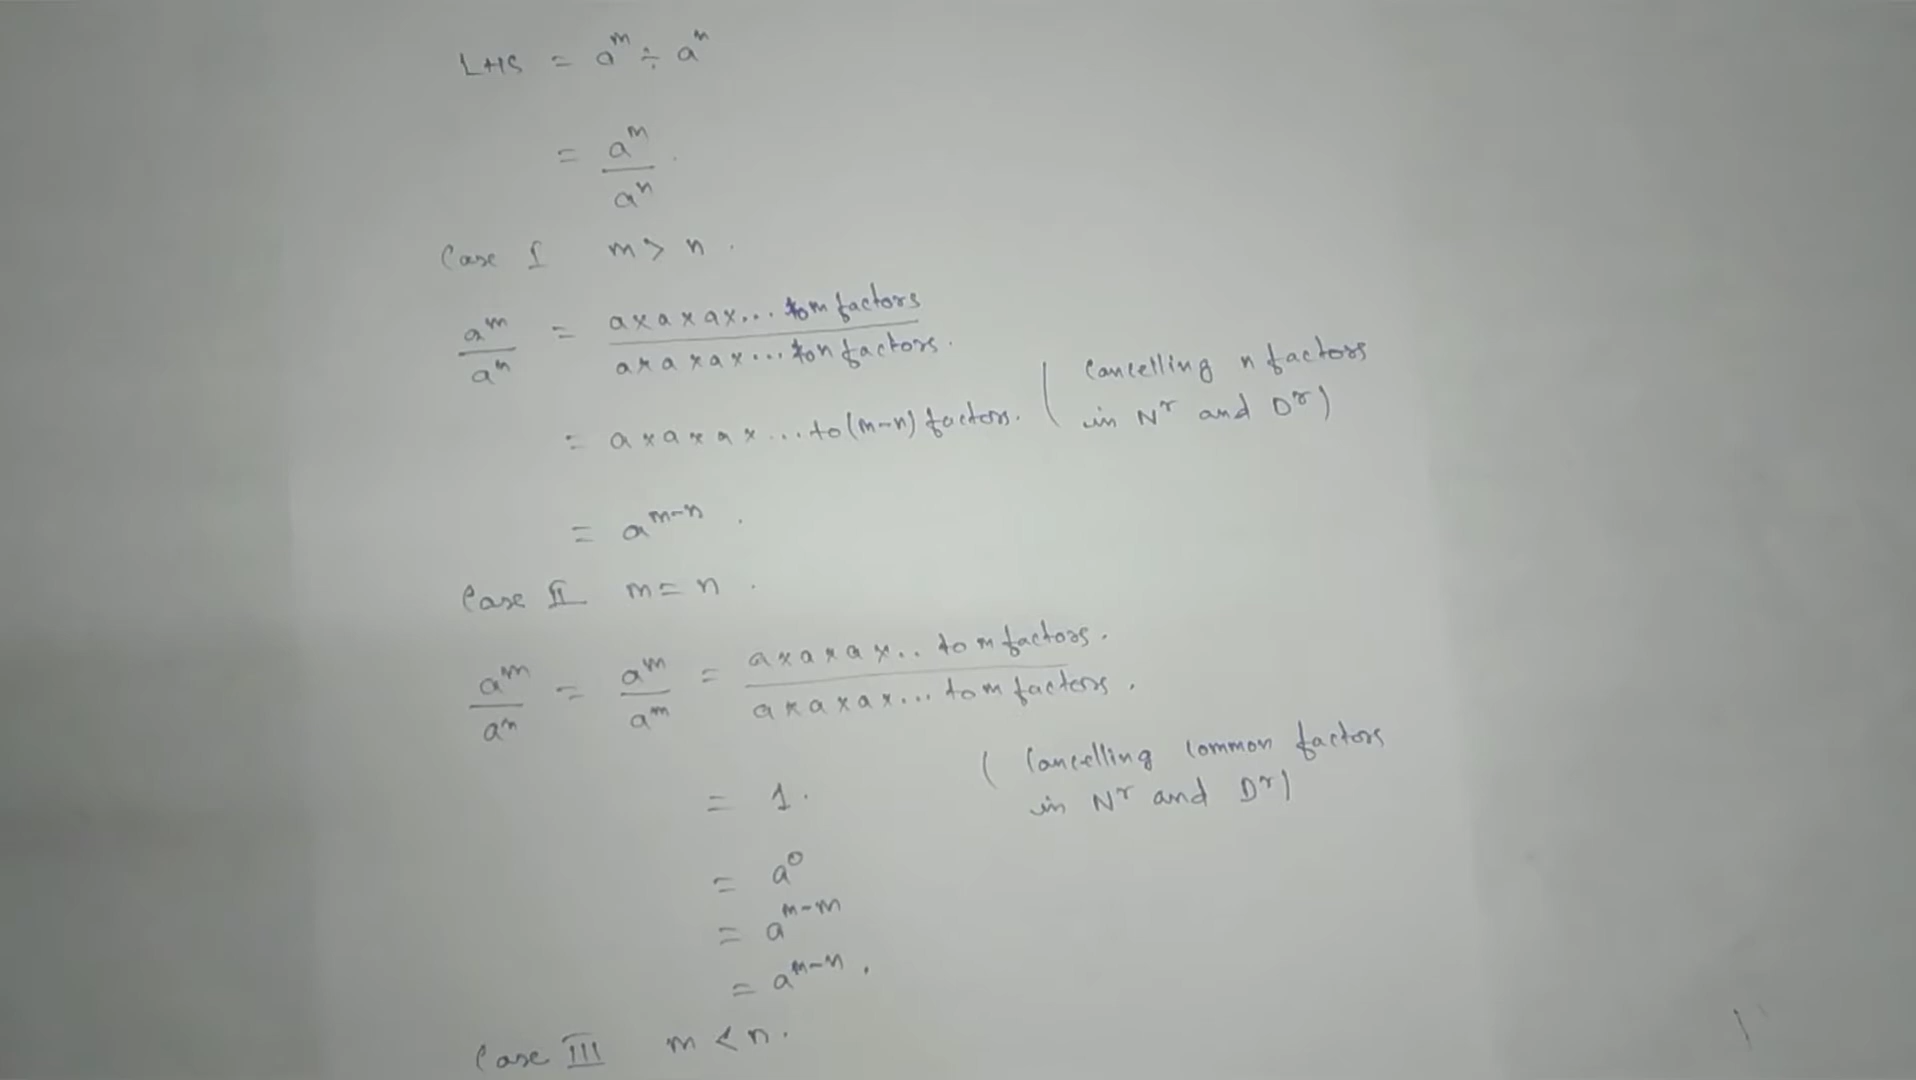 LHS = a^m ÷ a^n
= a^m / a^n .
Case I m > n .
a^m / a^n = a×a×a×... to m factors / a×a×a×... to n factors.
= a×a×a×...to(m-n) factors. ( Cancelling n factors
in N^r and D^r)
= a^m-n .
Case II m = n .
a^m / a^n = a^m / a^m = a×a×a×.. to m factors. / a×a×a×... to m factors.
( Cancelling common factors
in N^r and D^r)
= 1.
= a^0
= a^m-m
= a^m-n .
Case III m < n.